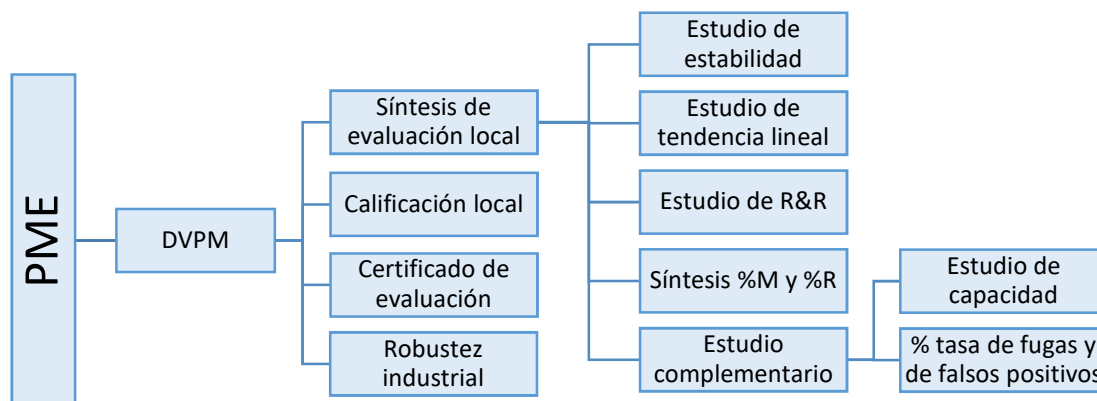 PME
DVPM
Síntesis de
evaluación local
Calificación local
Certificado de
evaluación
Robustez
industrial
Estudio de
estabilidad
Estudio de
tendencia lineal
Estudio de R&R
Síntesis %M y %R
Estudio
complementario
Estudio de
capacidad
% tasa de fugas y
de falsos positivos